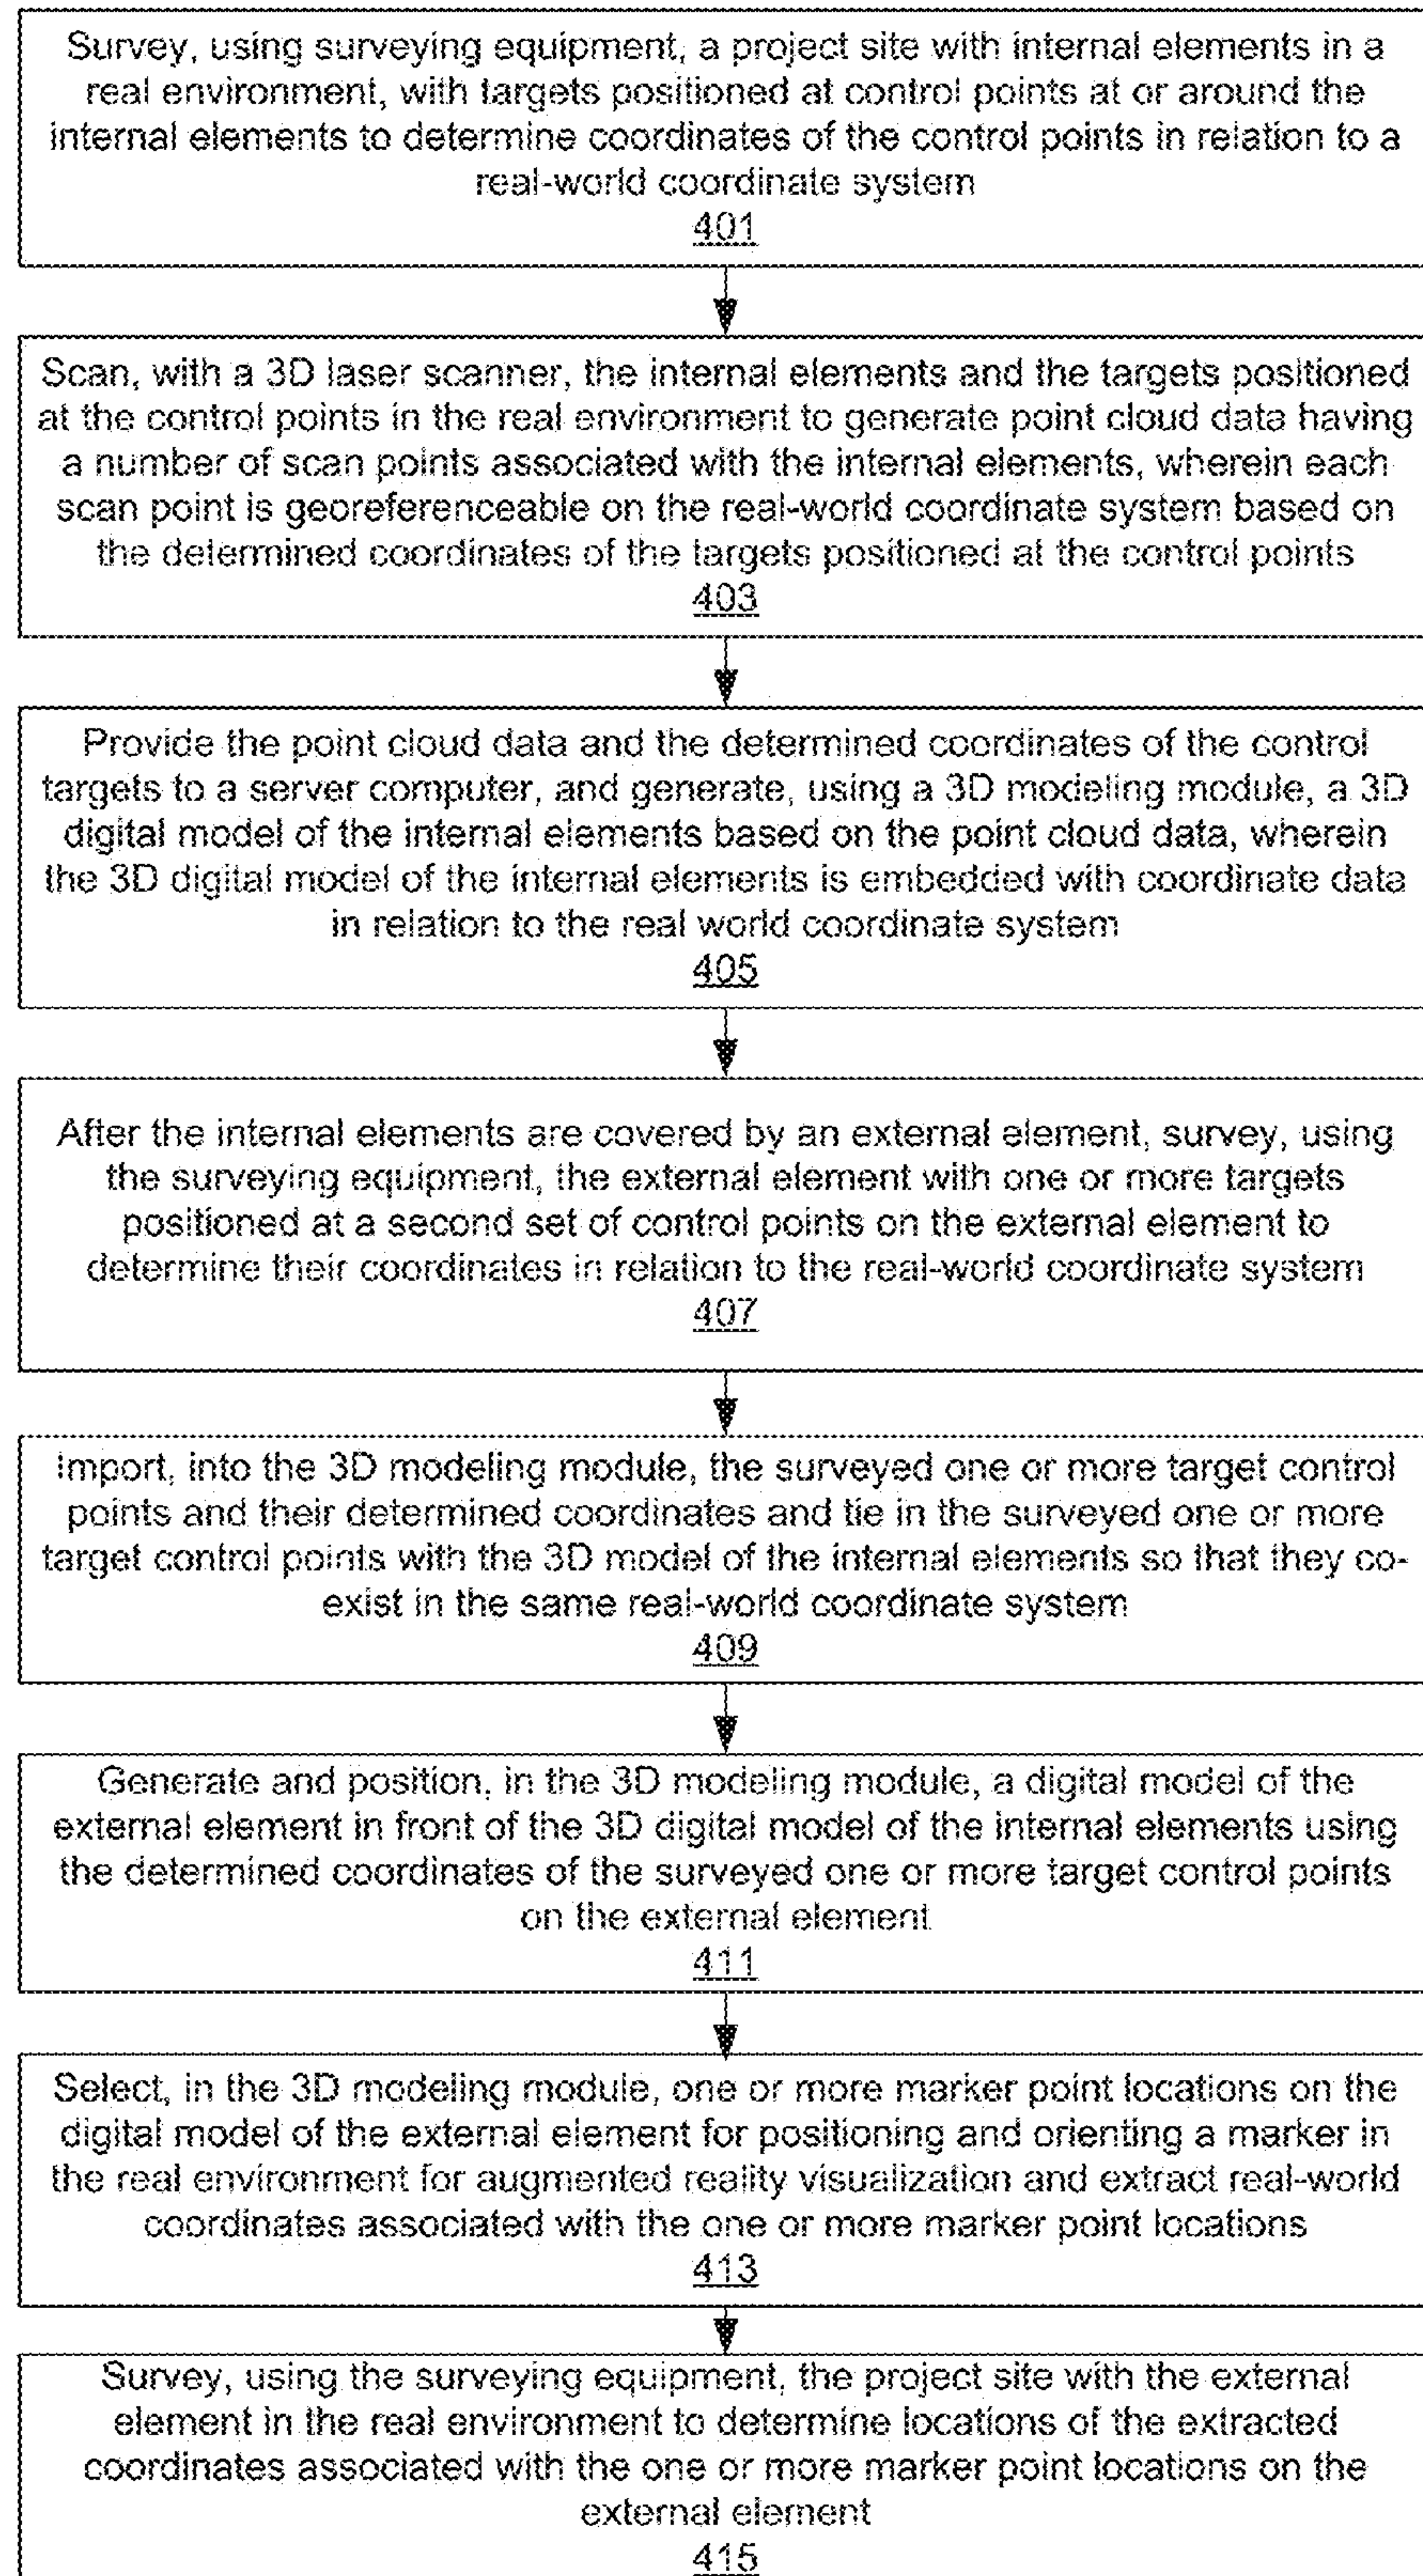 Survey, using surveying equipment, a project site with internal elements in a
real environment, with targets positioned at control points at or around the
internal elements to determine coordinates of the control points in relation to a
real-world coordinate system
401
Scan, with a 3D laser scanner, the internal elements and the targets positioned
at the control points in the real environment to generate point cloud data having
a number of scan points associated with the internal elements, wherein each
scan point is georeferenceable on the real-world coordinate system based on
the determined coordinates of the targets positioned at the control points
403
Provide the point cloud data and the determined coordinates of the control
targets to a server computer, and generate, using a 3D modeling module, a 3D
digital model of the internal elements based on the point cloud data, wherein
the 3D digital model of the internal elements is embedded with coordinate data
in relation to the real world coordinate system
405
After the internal elements are covered by an external element, survey, using
the surveying equipment, the external element with one or more targets
positioned at a second set of control points on the external element to
determine their coordinates in relation to the real-world coordinate system
407
Import, into the 3D modeling module, the surveyed one or more target control
points and their determined coordinates and tie in the surveyed one or more
target control points with the 3D model of the internal elements so that they co-
exist in the same real-world coordinate system
409
Generate and position, in the 3D modeling module, a digital model of the
external element in front of the 3D digital model of the internal elements using
the determined coordinates of the surveyed one or more target control points
on the external element
411
Select, in the 3D modeling module, one or more marker point locations on the
digital model of the external element for positioning and orienting a marker in
the real environment for augmented reality visualization and extract real-world
coordinates associated with the one or more marker point locations
413
Survey, using the surveying equipment, the project site with the external
element in the real environment to determine locations of the extracted
coordinates associated with the one or more marker point locations on the
external element
415